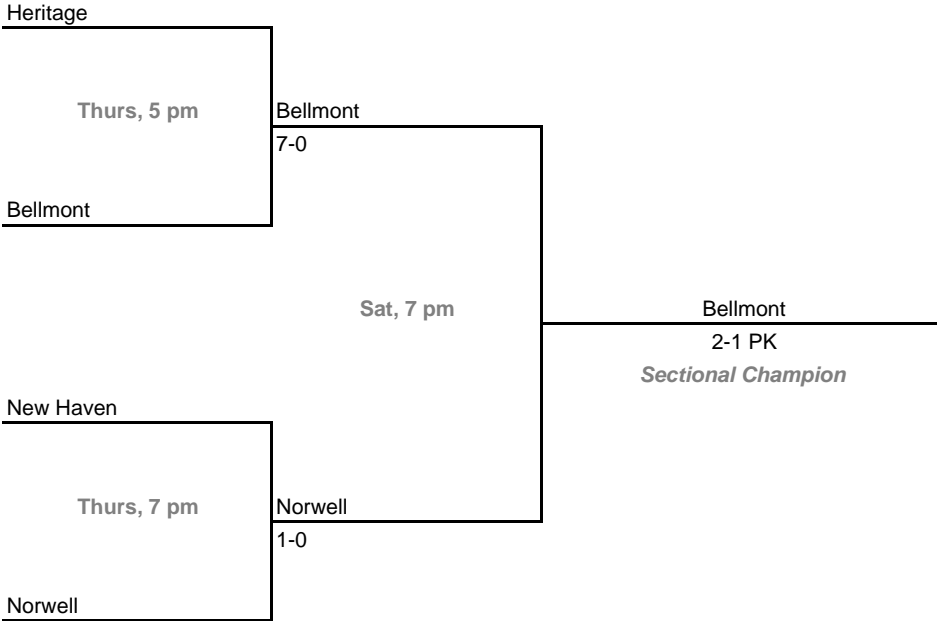 Heritage
Thurs, 5 pm
Bellmont
7-0
Bellmont
Sat, 7 pm
Bellmont
2-1 PK
Sectional Champion
New Haven
Thurs, 7 pm
Norwell
1-0
Norwell